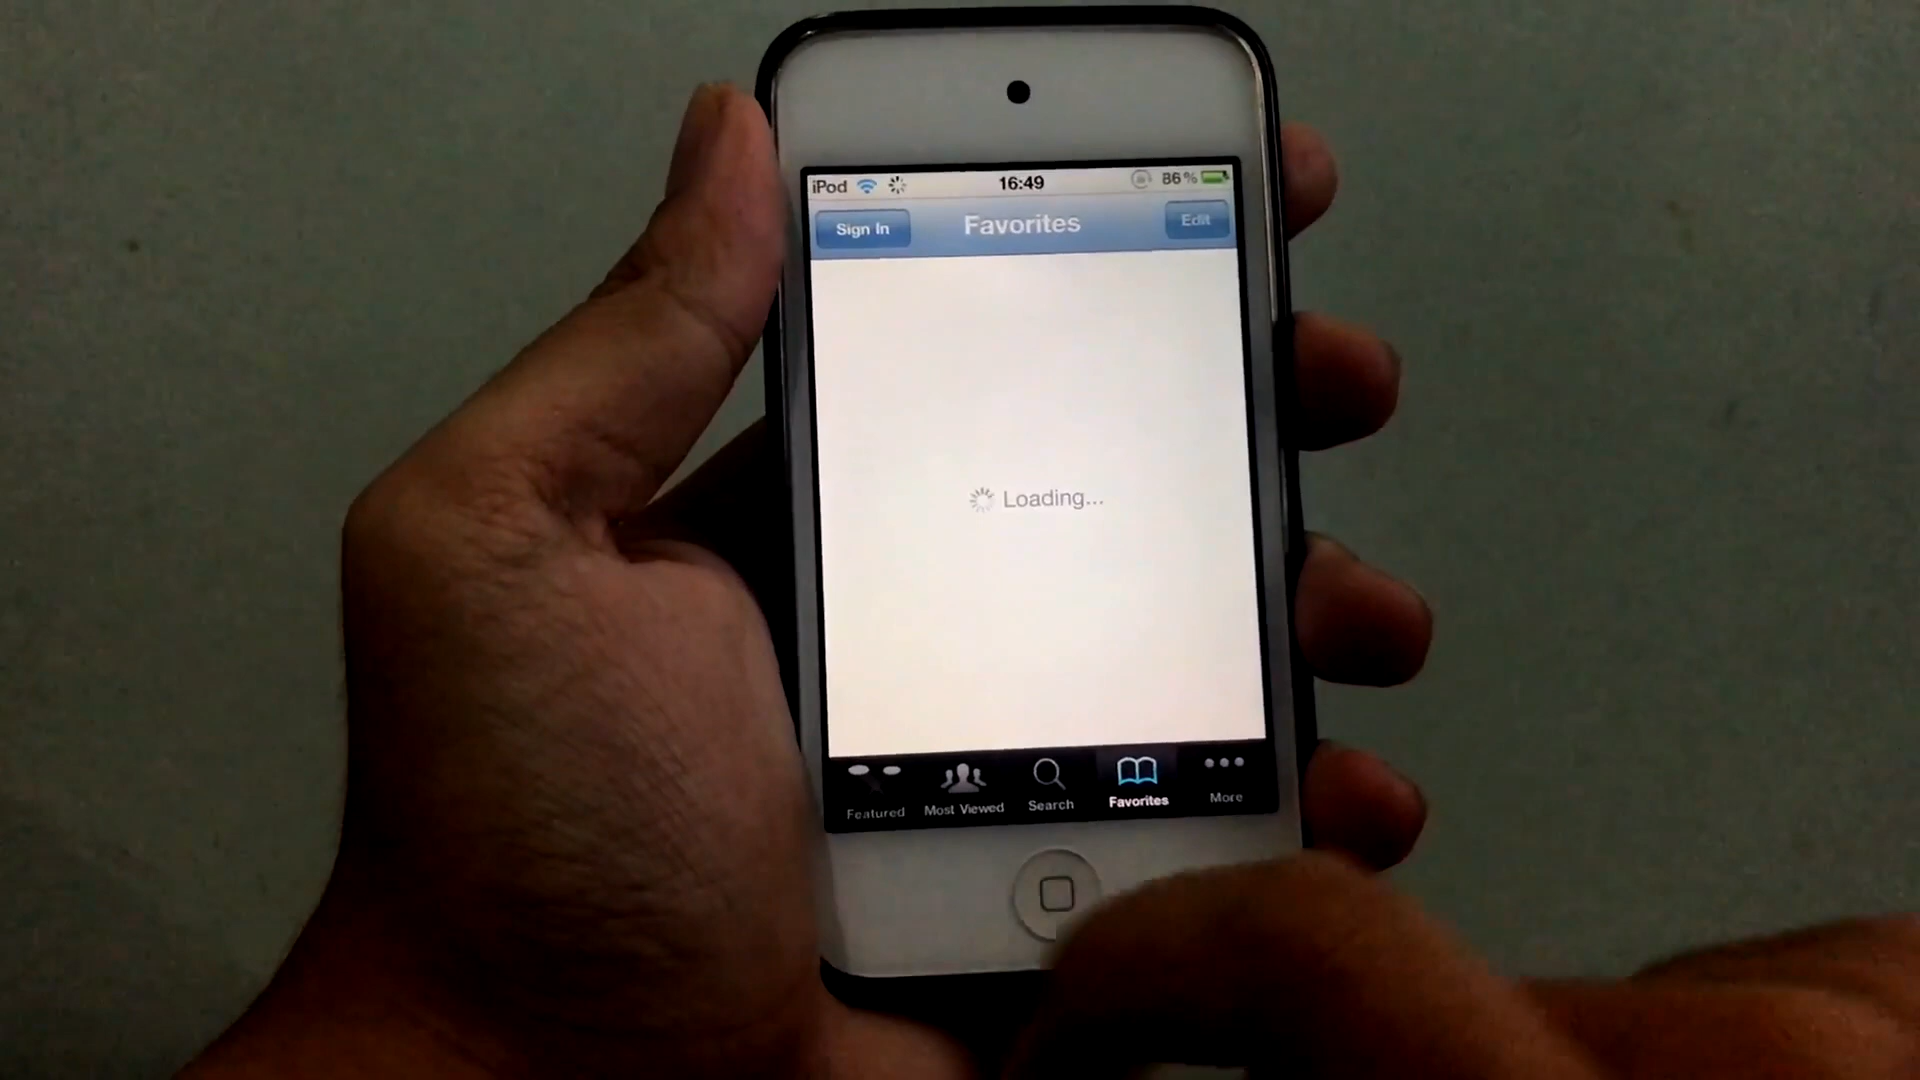 iPod 16:49 86%
Sign In Favorites Edit
Loading...
Featured Most Viewed Search Favorites More